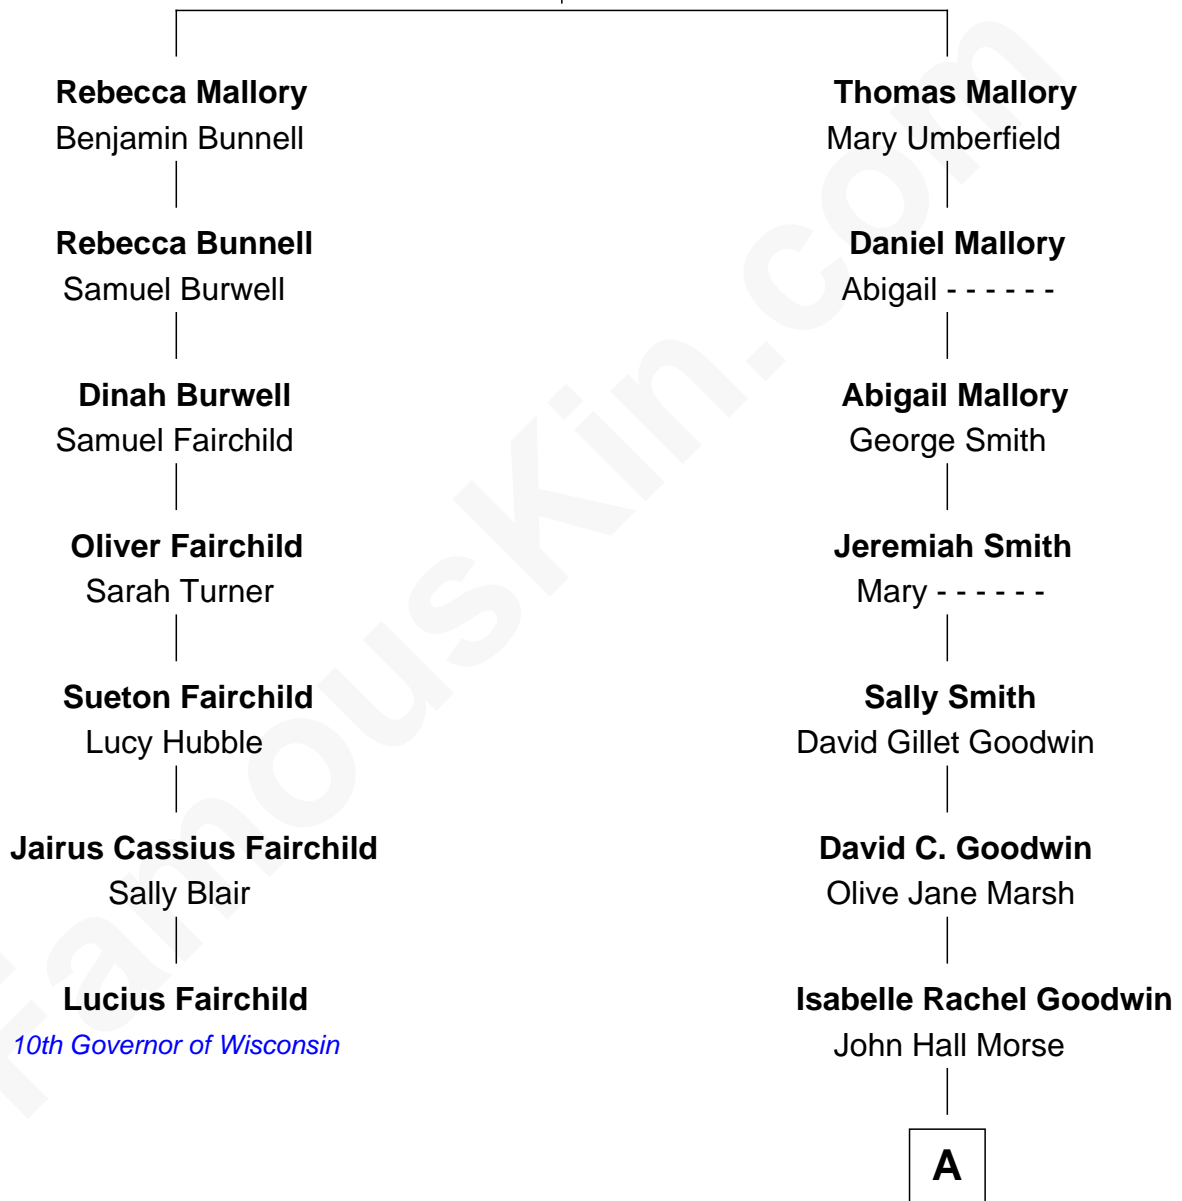 Rebecca Mallory
Benjamin Bunnell
Rebecca Bunnell
Samuel Burwell
Dinah Burwell
Samuel Fairchild
Oliver Fairchild
Sarah Turner
Sueton Fairchild
Lucy Hubble
Jairus Cassius Fairchild
Sally Blair
Lucius Fairchild
10th Governor of Wisconsin
Thomas Mallory
Mary Umberfield
Daniel Mallory
Abigail - - - - - -
Abigail Mallory
George Smith
Jeremiah Smith
Mary - - - - - -
Sally Smith
David Gillet Goodwin
David C. Goodwin
Olive Jane Marsh
Isabelle Rachel Goodwin
John Hall Morse
A
FamousKin.com